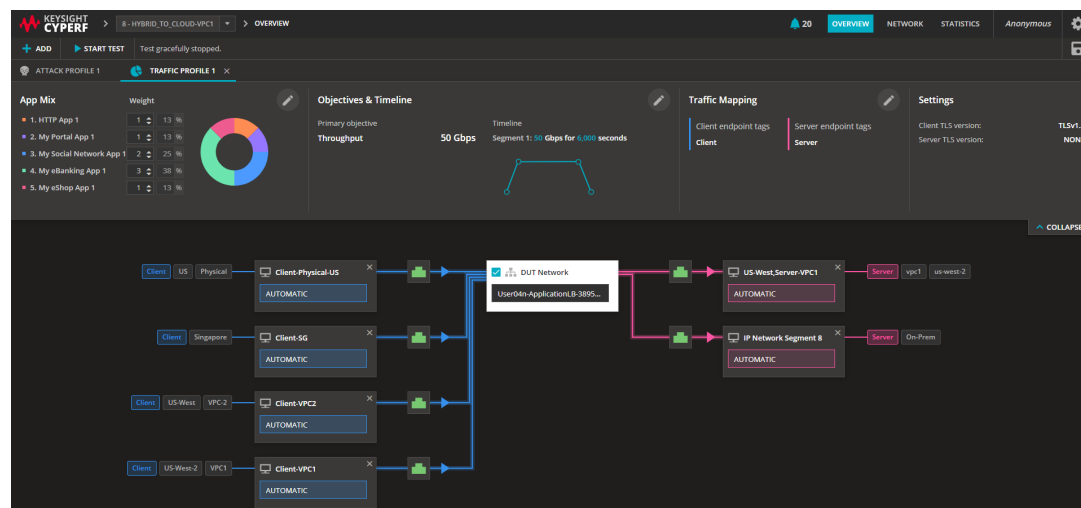 KEYSIGHT
CYPERF > 8 - HYBRID_TO_CLOUD-VPC1 > OVERVIEW 20 OVERVIEW NETWORK STATISTICS Anonymous
+ ADD START TEST Test gracefully stopped.
ATTACK PROFILE 1 TRAFFIC PROFILE 1 ×
App Mix Weight Objectives & Timeline Traffic Mapping Settings
1. HTTP App 1 1 13 % Primary objective Timeline Client endpoint tags Server endpoint tags Client TLS version: TLSv1.
2. My Portal App 1 1 13 % Throughput 50 Gbps Segment 1: 50 Gbps for 6,000 seconds Client Server Server TLS version: NON
3. My Social Network App 1 2 25 %
4. My eBanking App 1 3 38 %
5. My eShop App 1 1 13 %
COLLAPSE
Client US Physical Client-Physical-US × DUT Network US-West,Server-VPC1 × Server vpc1 us-west-2
AUTOMATIC User04n-ApplicationLB-3895... AUTOMATIC
Client Singapore Client-SG × IP Network Segment 8 × Server On-Prem
AUTOMATIC AUTOMATIC
Client US-West VPC-2 Client-VPC2 ×
AUTOMATIC
Client US-West-2 VPC1 Client-VPC1 ×
AUTOMATIC